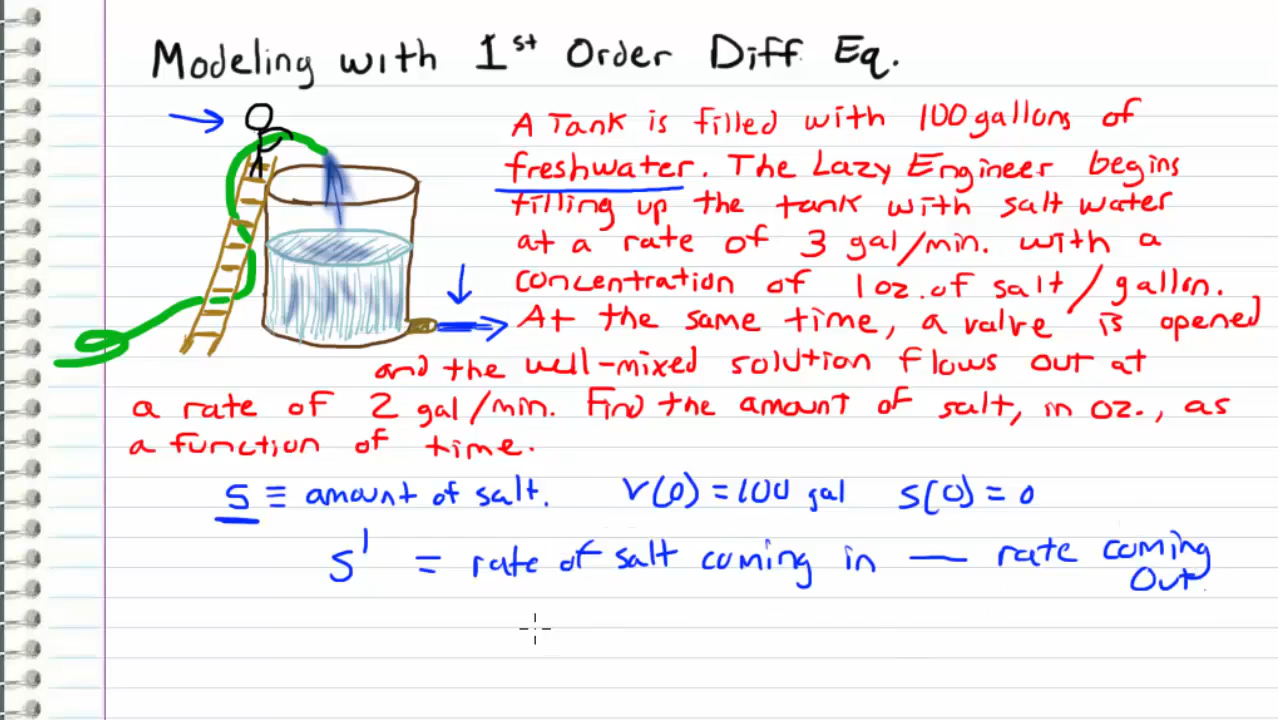 Modeling with 1st Order Diff Eq.
A Tank is filled with 100 gallons of
freshwater. The Lazy Engineer begins
filling up the tank with salt water
at a rate of 3 gal/min. with a
concentration of 1 oz. of salt/gallon.
At the same time, a valve is opened
and the well-mixed solution flows out at
a rate of 2 gal/min. Find the amount of salt, in oz., as
a function of time.
S ≡ amount of salt. V(0) = 100 gal S(0) = 0
S' = rate of salt coming in — rate coming
Out.